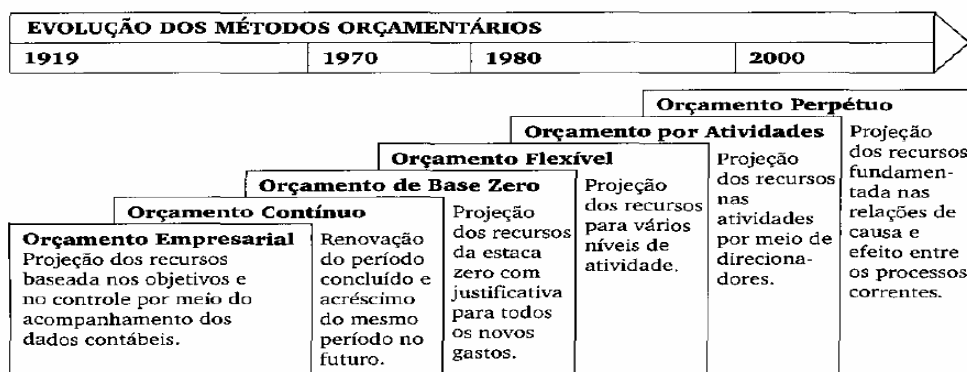 EVOLUÇÃO DOS MÉTODOS ORÇAMENTÁRIOS
1919 1970 1980 2000
Orçamento Perpétuo
Projeção
dos recursos
fundamen-
tada nas
relações de
causa e
efeito entre
os processos
correntes.
Orçamento por Atividades
Projeção
dos recursos
nas
atividades
por meio de
direciona-
dores.
Orçamento Flexível
Projeção
dos recursos
para vários
níveis de
atividade.
Orçamento de Base Zero
Projeção
dos recursos
da estaca
zero com
justificativa
para todos
os novos
gastos.
Orçamento Contínuo
Renovação
do período
concluído e
acréscimo
do mesmo
período no
futuro.
Orçamento Empresarial
Projeção dos recursos
baseada nos objetivos e
no controle por meio do
acompanhamento dos
dados contábeis.